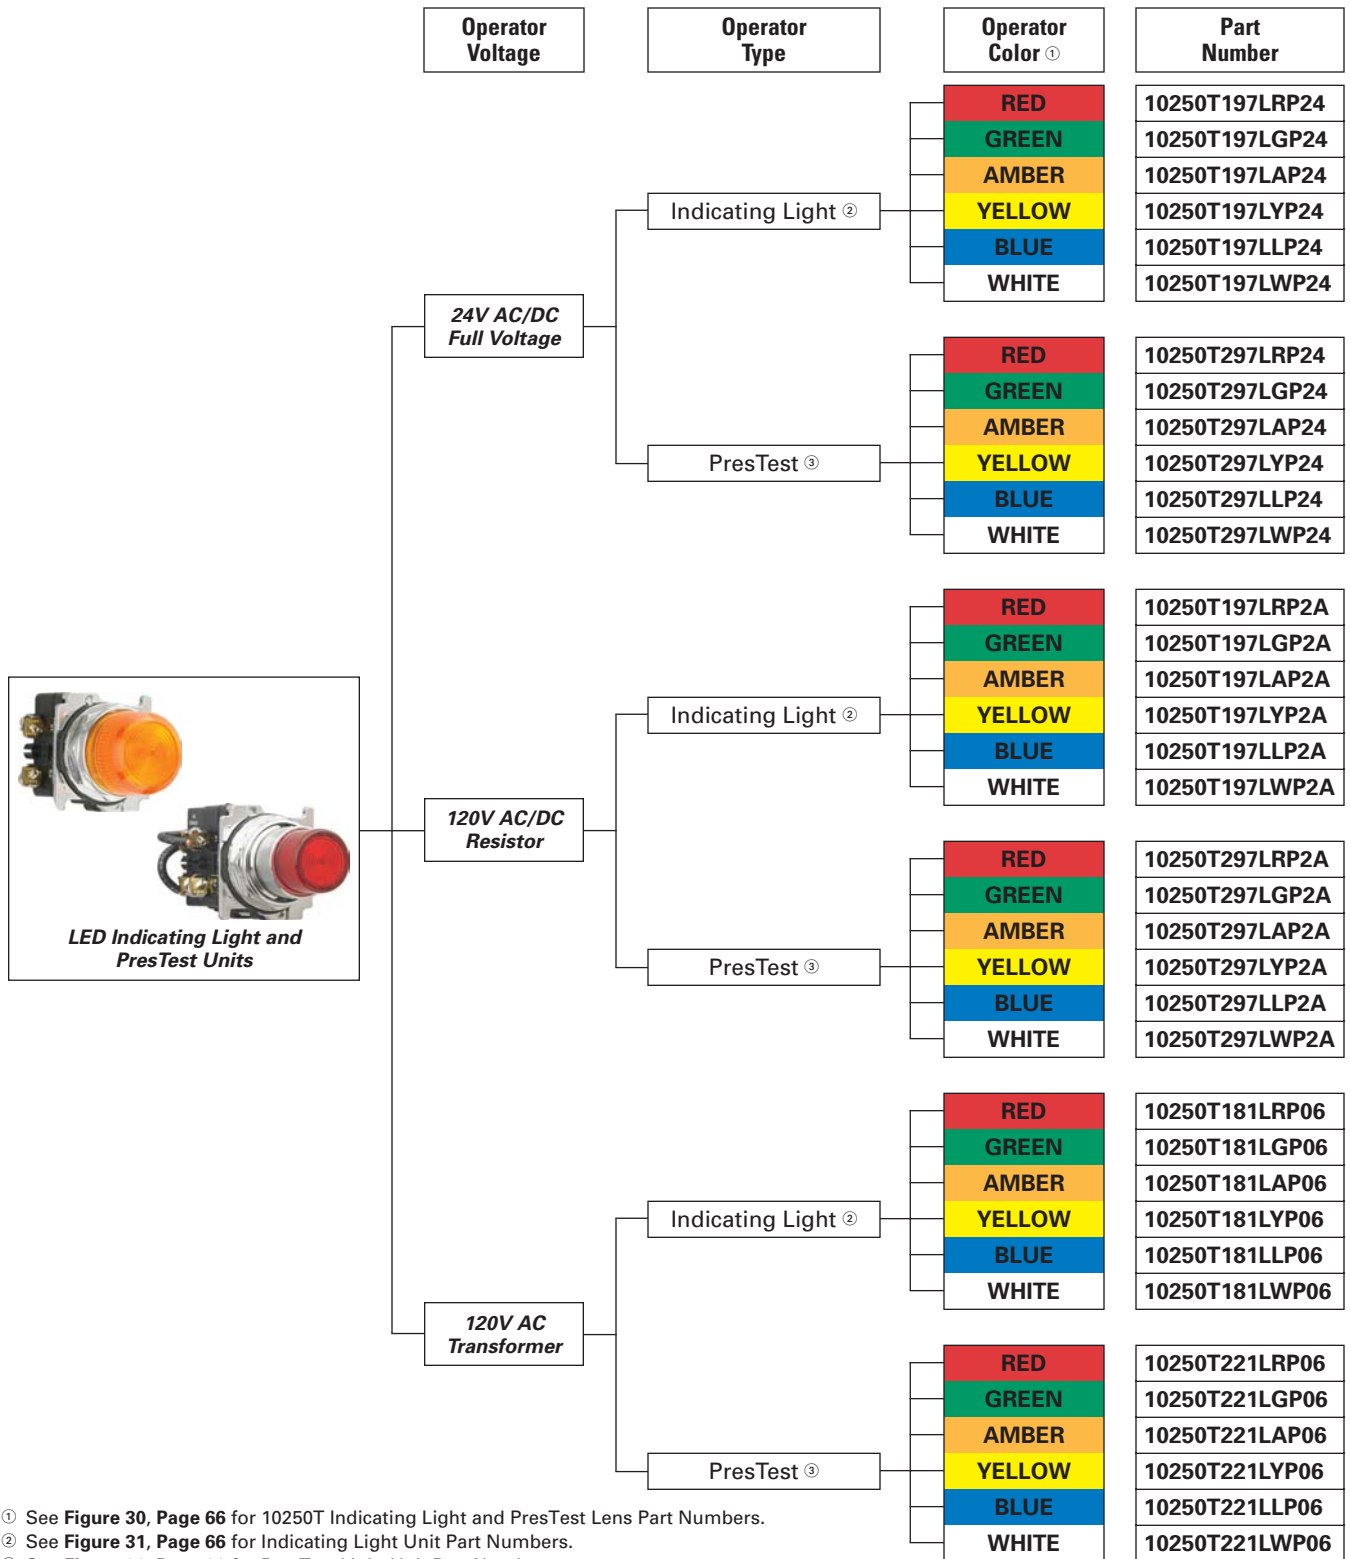 Operator
Voltage
Operator
Type
Operator
Color ①
Part
Number
24V AC/DC
Full Voltage
Indicating Light ②
RED 10250T197LRP24
GREEN 10250T197LGP24
AMBER 10250T197LAP24
YELLOW 10250T197LYP24
BLUE 10250T197LLP24
WHITE 10250T197LWP24
PresTest ③
RED 10250T297LRP24
GREEN 10250T297LGP24
AMBER 10250T297LAP24
YELLOW 10250T297LYP24
BLUE 10250T297LLP24
WHITE 10250T297LWP24
LED Indicating Light and
PresTest Units
120V AC/DC
Resistor
Indicating Light ②
RED 10250T197LRP2A
GREEN 10250T197LGP2A
AMBER 10250T197LAP2A
YELLOW 10250T197LYP2A
BLUE 10250T197LLP2A
WHITE 10250T197LWP2A
PresTest ③
RED 10250T297LRP2A
GREEN 10250T297LGP2A
AMBER 10250T297LAP2A
YELLOW 10250T297LYP2A
BLUE 10250T297LLP2A
WHITE 10250T297LWP2A
120V AC
Transformer
Indicating Light ②
RED 10250T181LRP06
GREEN 10250T181LGP06
AMBER 10250T181LAP06
YELLOW 10250T181LYP06
BLUE 10250T181LLP06
WHITE 10250T181LWP06
PresTest ③
RED 10250T221LRP06
GREEN 10250T221LGP06
AMBER 10250T221LAP06
YELLOW 10250T221LYP06
BLUE 10250T221LLP06
WHITE 10250T221LWP06
① See Figure 30, Page 66 for 10250T Indicating Light and PresTest Lens Part Numbers.
② See Figure 31, Page 66 for Indicating Light Unit Part Numbers.